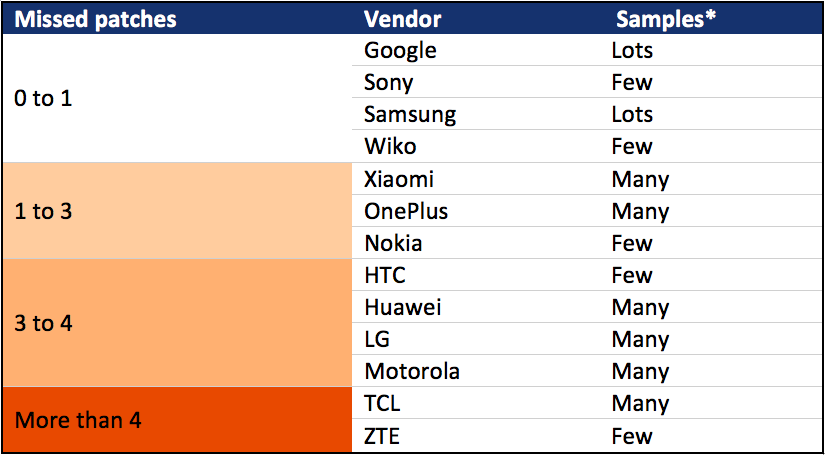 Missed patches Vendor Samples*
0 to 1
Google Lots
Sony Few
Samsung Lots
Wiko Few
1 to 3
Xiaomi Many
OnePlus Many
Nokia Few
3 to 4
HTC Few
Huawei Many
LG Many
Motorola Many
More than 4
TCL Many
ZTE Few